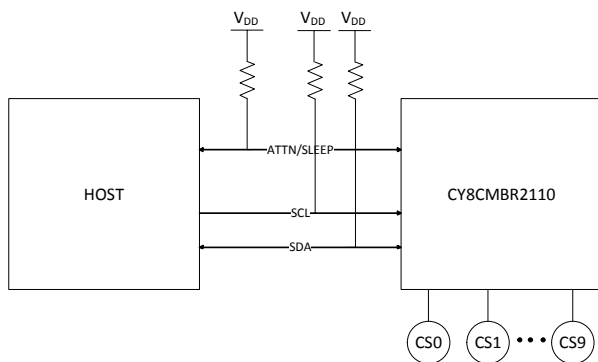 VDD VDD VDD
ATTN/SLEEP
HOST CY8CMBR2110
SCL
SDA
CS0 CS1 CS9